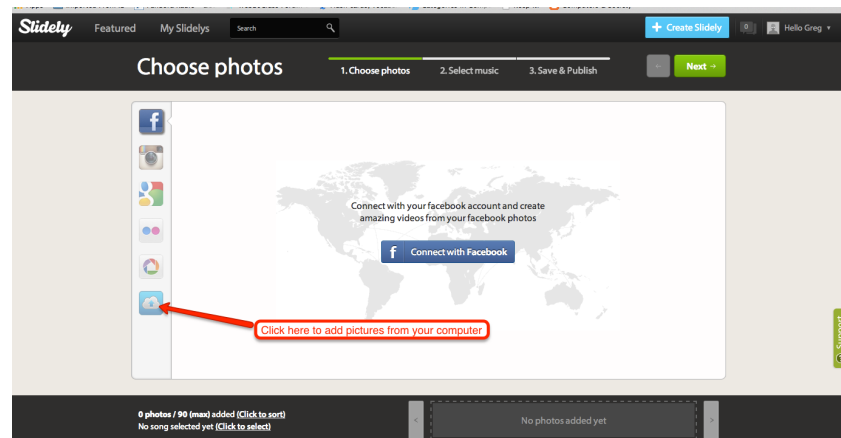 Slidely Featured My Slidelys Search + Create Slidely 0 Hello Greg
Choose photos 1. Choose photos 2. Select music 3. Save & Publish Next →
Connect with your facebook account and create
amazing videos from your facebook photos
f Connect with Facebook
Click here to add pictures from your computer
Support
0 photos / 90 (max) added (Click to sort)
No song selected yet (Click to select)
< No photos added yet >